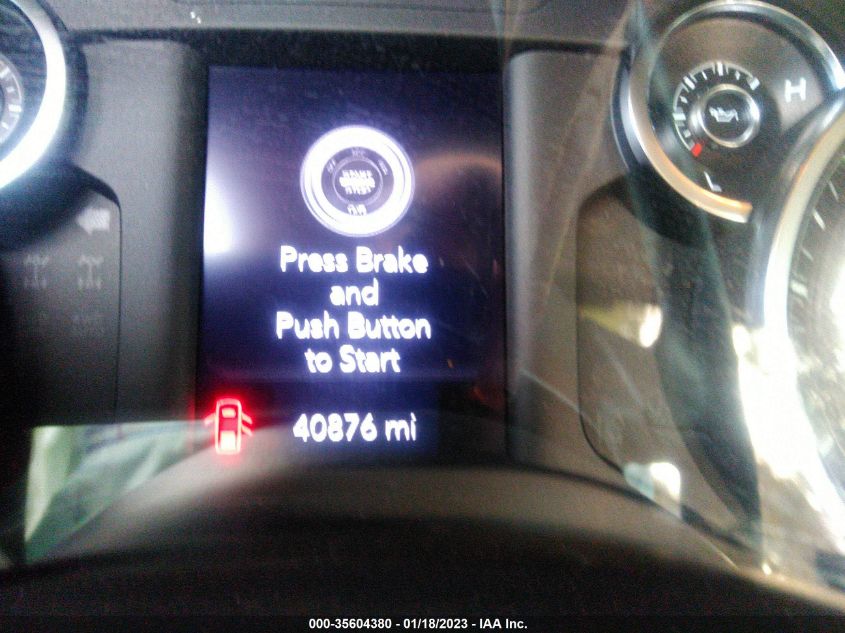 H
L
Press Brake
and
Push Button
to Start
40876 mi
000-35604380 - 01/18/2023 - IAA Inc.